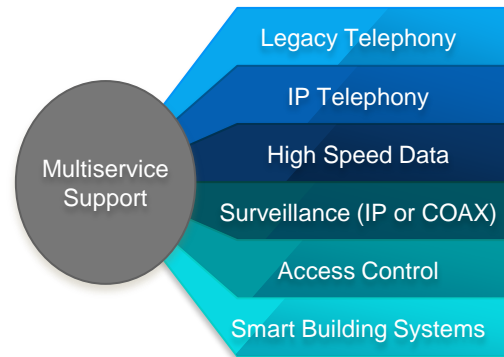 Multiservice
Support
Legacy Telephony
IP Telephony
High Speed Data
Surveillance (IP or COAX)
Access Control
Smart Building Systems